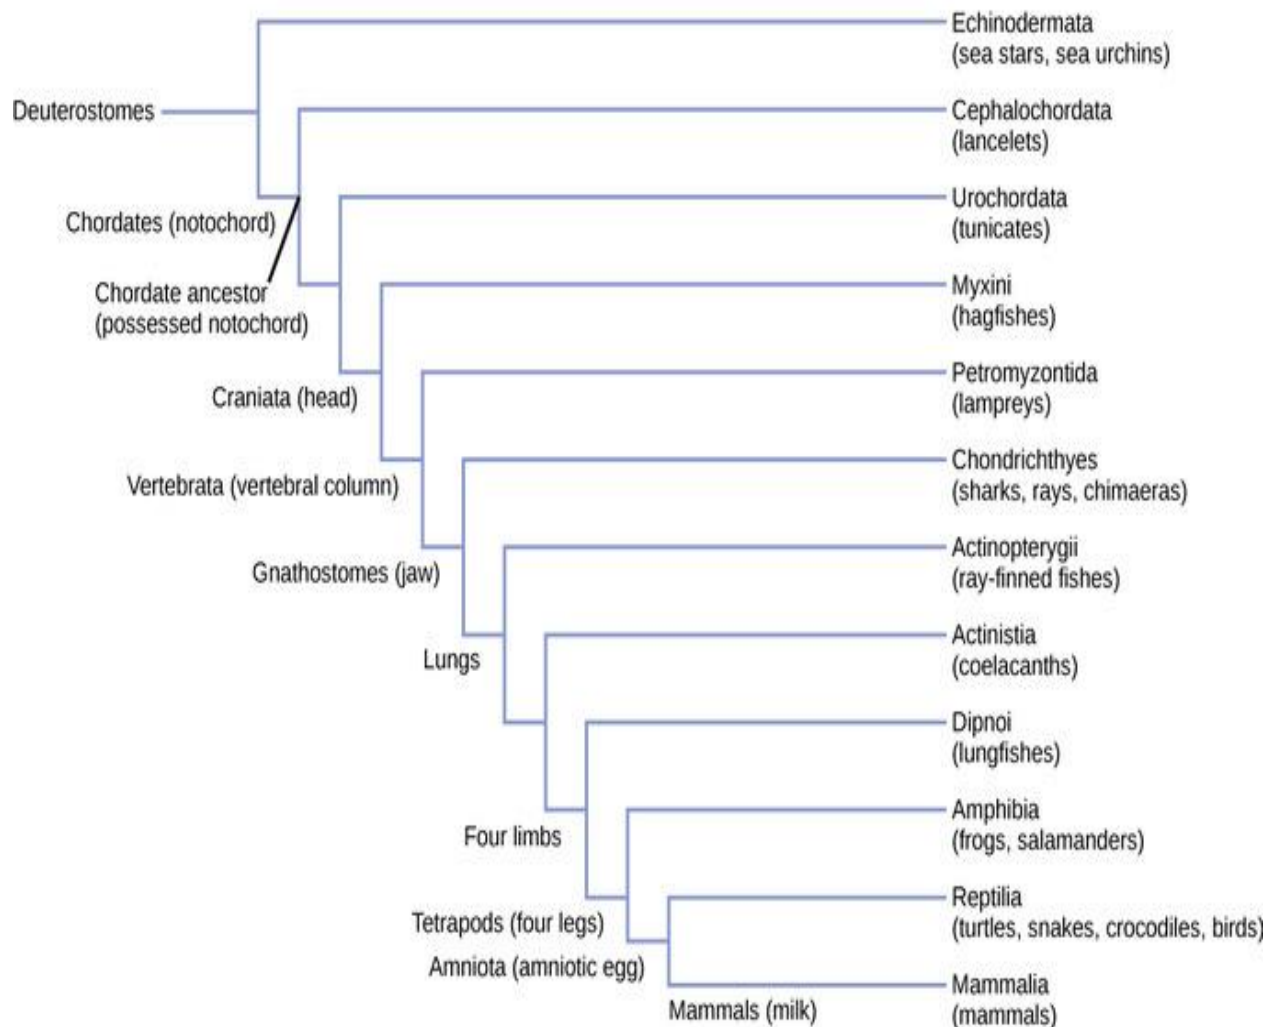 Echinodermata
(sea stars, sea urchins)
Deuterostomes
Cephalochordata
(lancelets)
Urochordata
(tunicates)
Chordates (notochord)
Chordate ancestor
(possessed notochord)
Myxini
(hagfishes)
Petromyzontida
(lampreys)
Craniata (head)
Chondrichthyes
(sharks, rays, chimaeras)
Vertebrata (vertebral column)
Actinopterygii
(ray-finned fishes)
Gnathostomes (jaw)
Actinistia
(coelacanths)
Lungs
Dipnoi
(lungfishes)
Amphibia
(frogs, salamanders)
Four limbs
Reptilia
(turtles, snakes, crocodiles, birds)
Tetrapods (four legs)
Amniota (amniotic egg)
Mammalia
(mammals)
Mammals (milk)